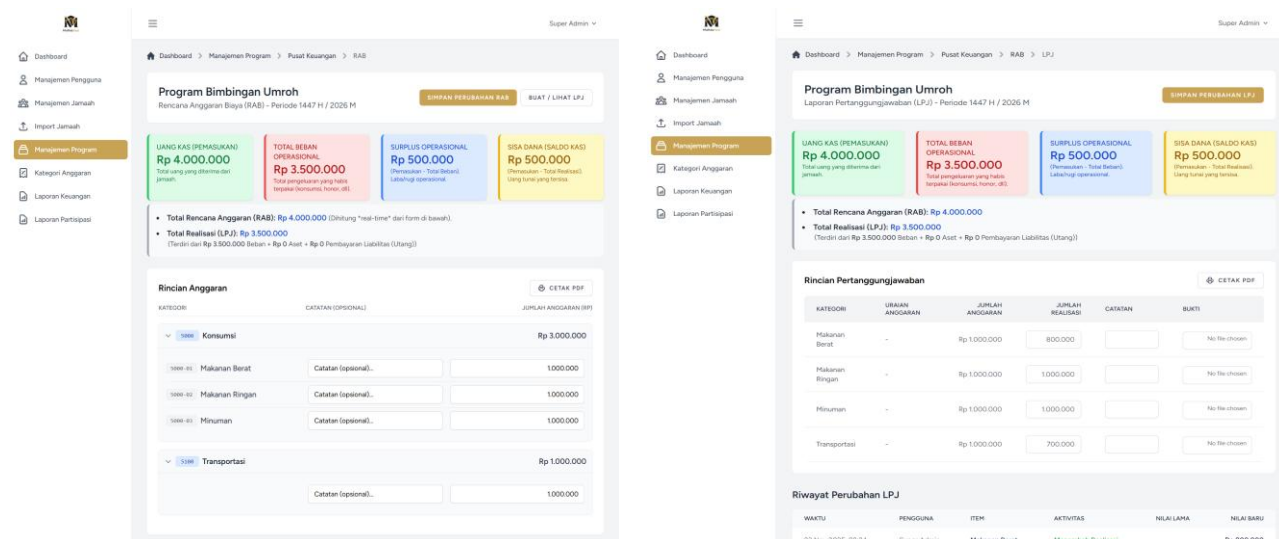 Super Admin
Dashboard
Manajemen Pengguna
Manajemen Jamaah
Import Jamaah
Manajemen Program
Kategori Anggaran
Laporan Keuangan
Laporan Partisipasi
Dashboard > Manajemen Program > Pusat Keuangan > RAB
Program Bimbingan Umroh
Rencana Anggaran Biaya (RAB) - Periode 1447 H / 2026 M
SIMPAN PERUBAHAN RAB
BUAT / LIHAT LPJ
UANG KAS (PEMASUKAN)
Rp 4.000.000
Total uang yang diterima dari
jamaah.
TOTAL BEBAN
OPERASIONAL
Rp 3.500.000
Total pengeluaran yang habis
terpakai (konsumsi, honor, dll).
SURPLUS OPERASIONAL
Rp 500.000
(Pemasukan - Total Beban).
Laba/rugi operasional.
SISA DANA (SALDO KAS)
Rp 500.000
(Pemasukan - Total Realisasi).
Uang tunai yang tersisa.
• Total Rencana Anggaran (RAB): Rp 4.000.000 (Dihitung *real-time* dari form di bawah).
• Total Realisasi (LPJ): Rp 3.500.000
(Terdiri dari Rp 3.500.000 Beban + Rp 0 Aset + Rp 0 Pembayaran Liabilitas (Utang))
Rincian Anggaran
CETAK PDF
KATEGORI CATATAN (OPSIONAL) JUMLAH ANGGARAN (RP)
5000 Konsumsi Rp 3.000.000
5000-01 Makanan Berat Catatan (opsional)... 1.000.000
5000-02 Makanan Ringan Catatan (opsional)... 1.000.000
5000-03 Minuman Catatan (opsional)... 1.000.000
5100 Transportasi Rp 1.000.000
Catatan (opsional)... 1.000.000
Super Admin
Dashboard
Manajemen Pengguna
Manajemen Jamaah
Import Jamaah
Manajemen Program
Kategori Anggaran
Laporan Keuangan
Laporan Partisipasi
Dashboard > Manajemen Program > Pusat Keuangan > RAB > LPJ
Program Bimbingan Umroh
Laporan Pertanggungjawaban (LPJ) - Periode 1447 H / 2026 M
SIMPAN PERUBAHAN LPJ
UANG KAS (PEMASUKAN)
Rp 4.000.000
Total uang yang diterima dari
jamaah.
TOTAL BEBAN
OPERASIONAL
Rp 3.500.000
Total pengeluaran yang habis
terpakai (konsumsi, honor, dll).
SURPLUS OPERASIONAL
Rp 500.000
(Pemasukan - Total Beban).
Laba/rugi operasional.
SISA DANA (SALDO KAS)
Rp 500.000
(Pemasukan - Total Realisasi).
Uang tunai yang tersisa.
• Total Rencana Anggaran (RAB): Rp 4.000.000
• Total Realisasi (LPJ): Rp 3.500.000
(Terdiri dari Rp 3.500.000 Beban + Rp 0 Aset + Rp 0 Pembayaran Liabilitas (Utang))
Rincian Pertanggungjawaban
CETAK PDF
KATEGORI URAIAN ANGGARAN JUMLAH ANGGARAN JUMLAH REALISASI CATATAN BUKTI
Makanan Berat - Rp 1.000.000 800.000 No file chosen
Makanan Ringan - Rp 1.000.000 1.000.000 No file chosen
Minuman - Rp 1.000.000 1.000.000 No file chosen
Transportasi - Rp 1.000.000 700.000 No file chosen
Riwayat Perubahan LPJ
WAKTU PENGGUNA ITEM AKTIVITAS NILAI LAMA NILAI BARU